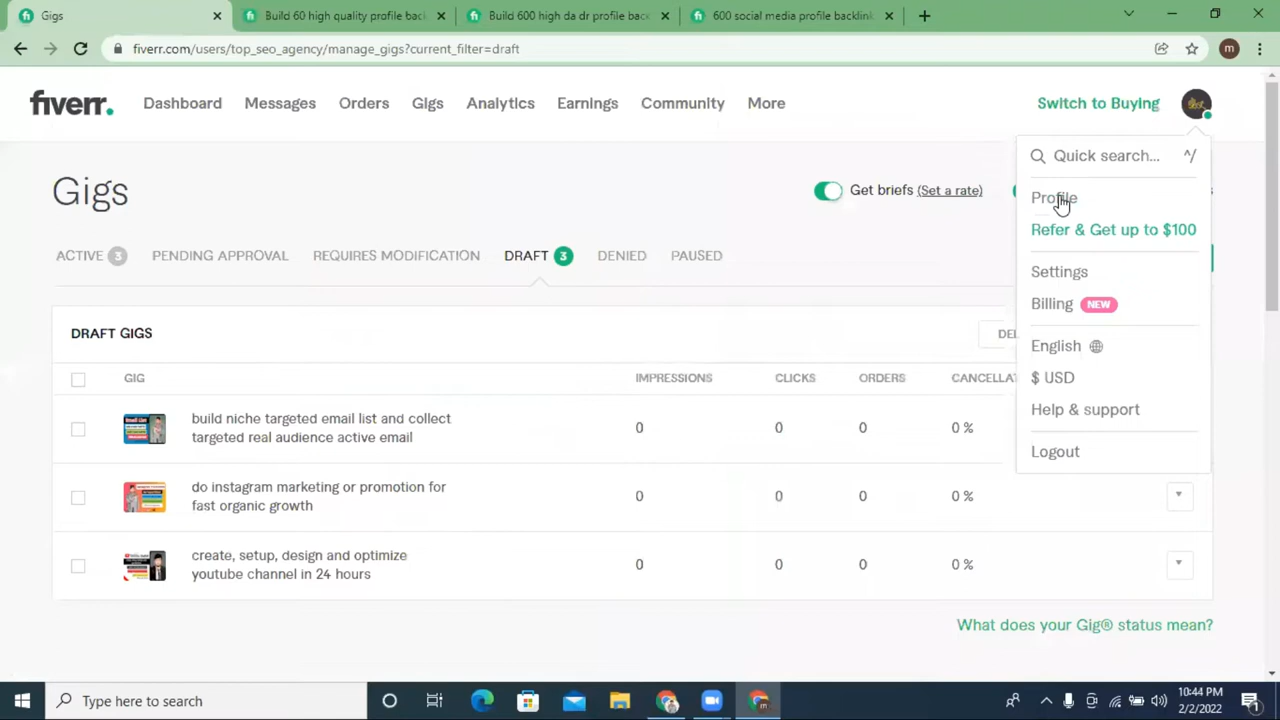 Gigs
Build 60 high quality profile back
Build 600 high da dr profile back
600 social media profile backlink
fiverr.com/users/top_seo_agency/manage_gigs?current_filter=draft
m
fiverr.
Dashboard
Messages
Orders
Gigs
Analytics
Earnings
Community
More
Switch to Buying
Quick search...
^/
Profile
Refer & Get up to $100
Settings
Billing NEW
English
$ USD
Help & support
Logout
Gigs
Get briefs (Set a rate)
ACTIVE 3
PENDING APPROVAL
REQUIRES MODIFICATION
DRAFT 3
DENIED
PAUSED
DRAFT GIGS
DEL
GIG
IMPRESSIONS
CLICKS
ORDERS
CANCELLAT
build niche targeted email list and collect
targeted real audience active email
0
0
0
0 %
do instagram marketing or promotion for
fast organic growth
0
0
0
0 %
create, setup, design and optimize
youtube channel in 24 hours
0
0
0
0 %
What does your Gig® status mean?
Type here to search
10:44 PM
2/2/2022
1